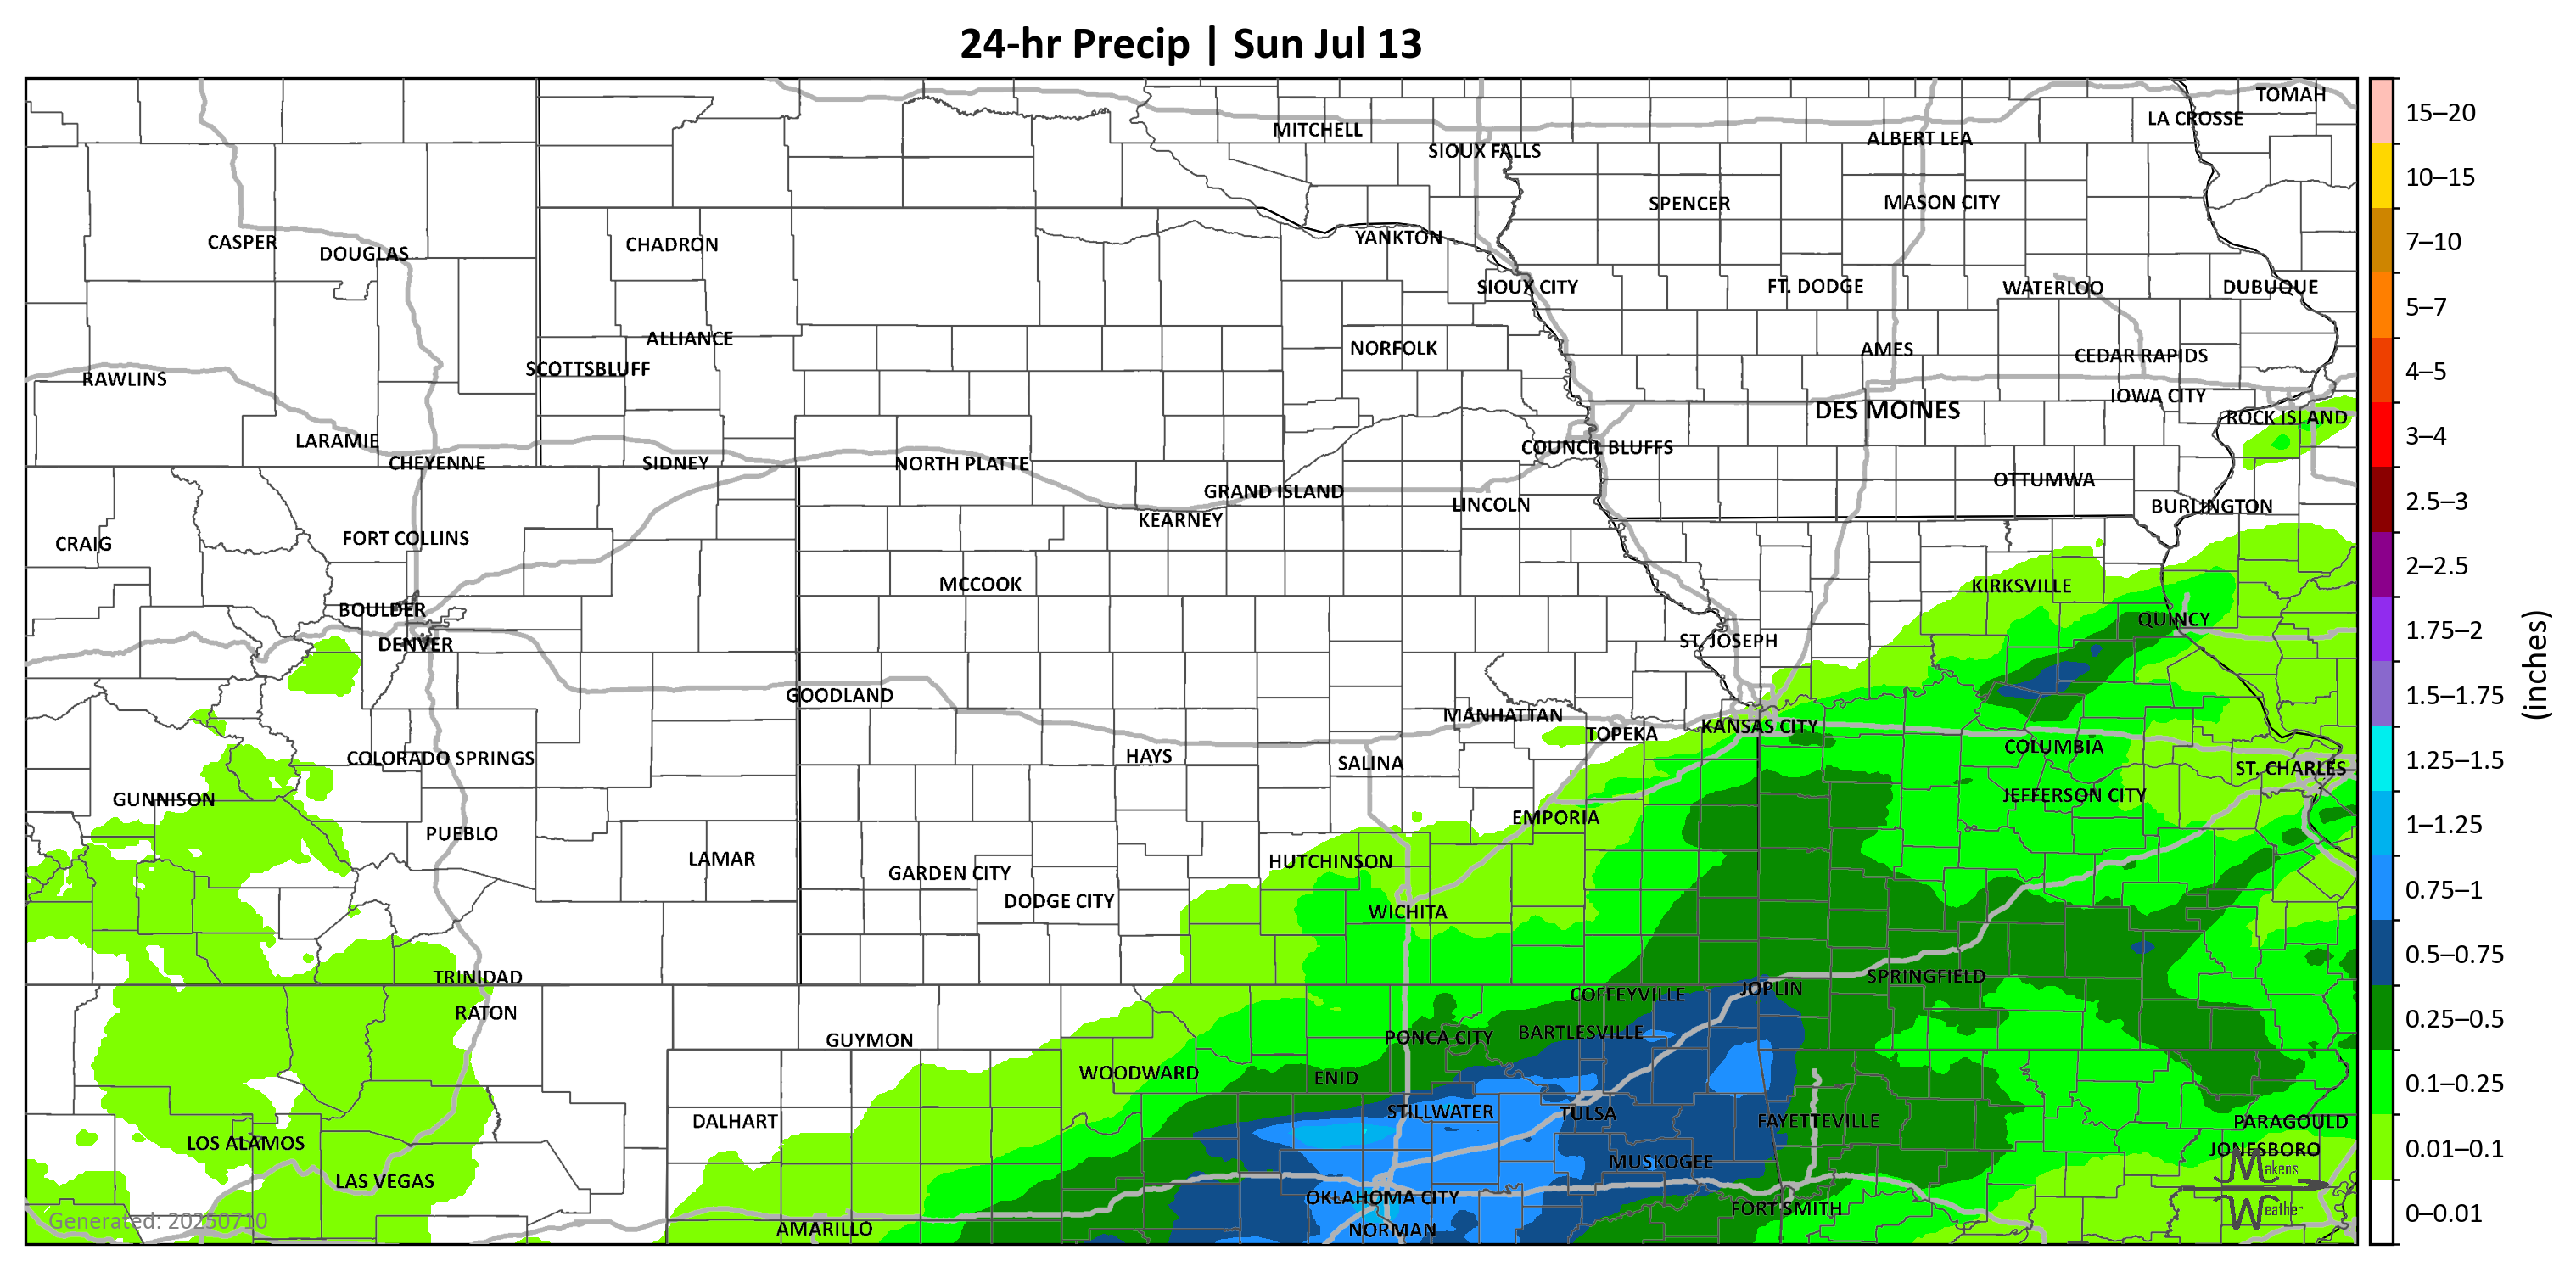 24-hr Precip | Sun Jul 13
TOMAH
LA CROSSE
MITCHELL
ALBERT LEA
SIOUX FALLS
SPENCER
MASON CITY
YANKTON
CASPER
CHADRON
DOUGLAS
SIOUX CITY
FT. DODGE
WATERLOO
DUBUQUE
ALLIANCE
NORFOLK
AMES
CEDAR RAPIDS
SCOTTSBLUFF
RAWLINS
IOWA CITY
DES MOINES
ROCK ISLAND
LARAMIE
COUNCIL BLUFFS
CHEYENNE
SIDNEY
NORTH PLATTE
OTTUMWA
GRAND ISLAND
LINCOLN
BURLINGTON
KEARNEY
FORT COLLINS
CRAIG
MCCOOK
KIRKSVILLE
BOULDER
QUINCY
DENVER
ST. JOSEPH
GOODLAND
MANHATTAN
KANSAS CITY
TOPEKA
COLUMBIA
COLORADO SPRINGS
HAYS
SALINA
ST. CHARLES
GUNNISON
JEFFERSON CITY
EMPORIA
PUEBLO
LAMAR
HUTCHINSON
GARDEN CITY
DODGE CITY
WICHITA
TRINIDAD
SPRINGFIELD
JOPLIN
COFFEYVILLE
RATON
GUYMON
PONCA CITY
BARTLESVILLE
WOODWARD
ENID
STILLWATER
TULSA
DALHART
FAYETTEVILLE
PARAGOULD
LOS ALAMOS
JONESBORO
MUSKOGEE
LAS VEGAS
OKLAHOMA CITY
FORT SMITH
AMARILLO
NORMAN
Generated: 20250710
Makens
Weather
15–20
10–15
7–10
5–7
4–5
3–4
2.5–3
2–2.5
1.75–2
1.5–1.75
1.25–1.5
1–1.25
0.75–1
0.5–0.75
0.25–0.5
0.1–0.25
0.01–0.1
0–0.01
(inches)